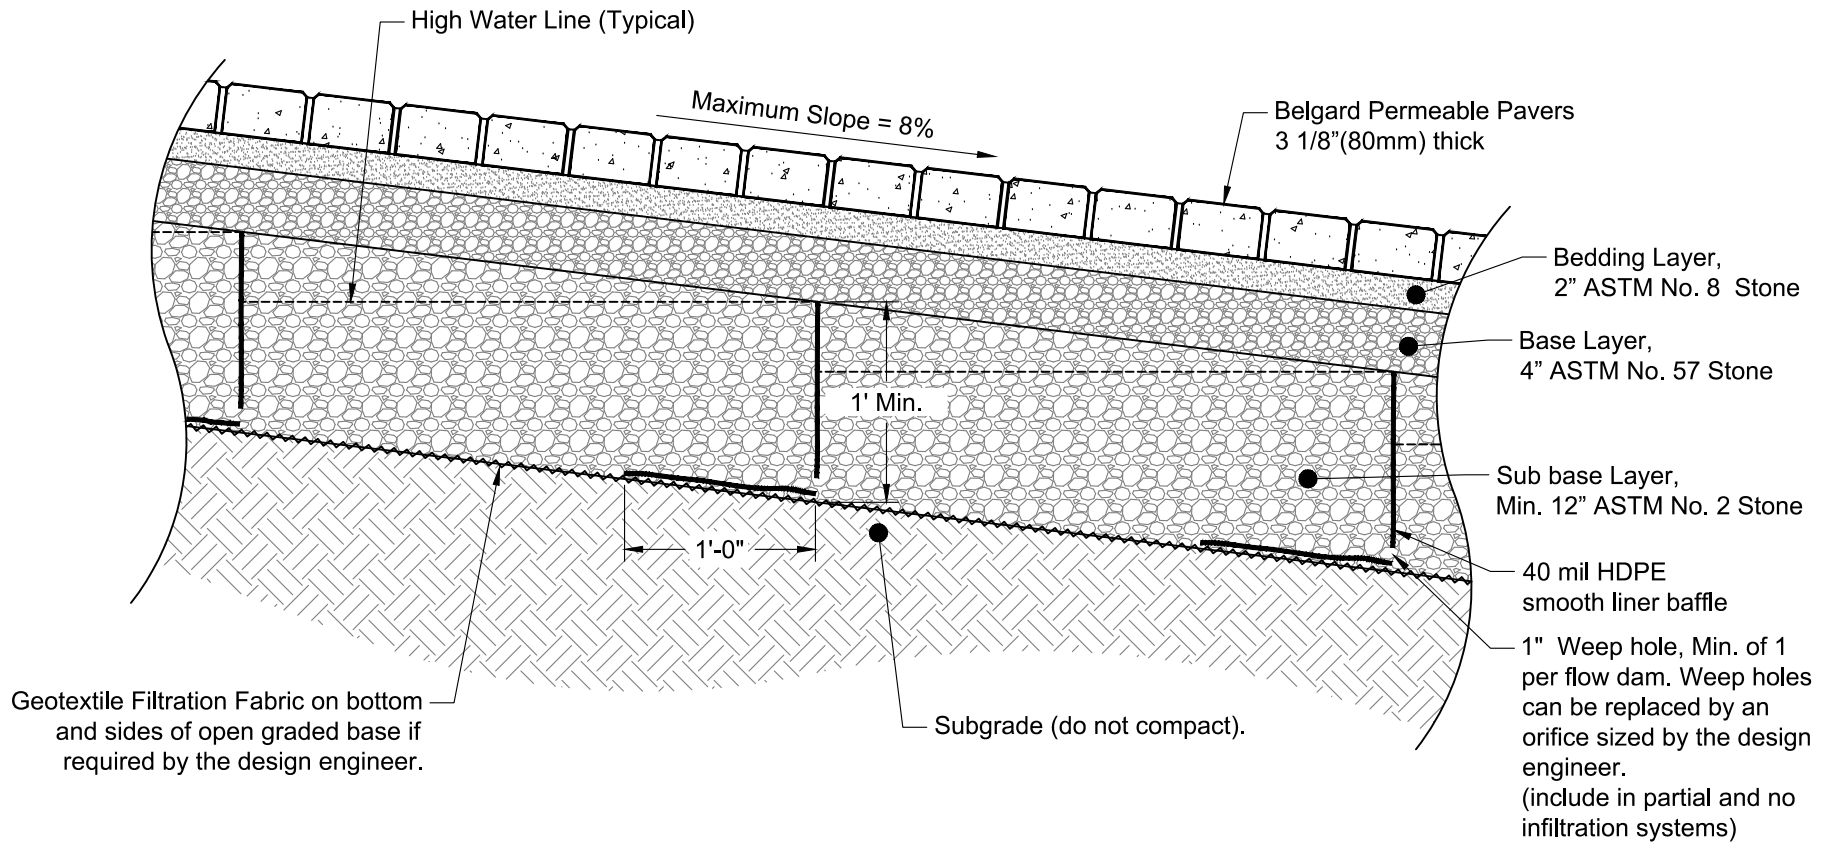 High Water Line (Typical)
Maximum Slope = 8%
Belgard Permeable Pavers
3 1/8”(80mm) thick
Bedding Layer,
2” ASTM No. 8 Stone
Base Layer,
4” ASTM No. 57 Stone
1' Min.
Sub base Layer,
Min. 12” ASTM No. 2 Stone
1'-0"
40 mil HDPE
smooth liner baffle
1" Weep hole, Min. of 1
per flow dam. Weep holes
can be replaced by an
orifice sized by the design
engineer.
(include in partial and no
infiltration systems)
Geotextile Filtration Fabric on bottom
and sides of open graded base if
required by the design engineer.
Subgrade (do not compact).